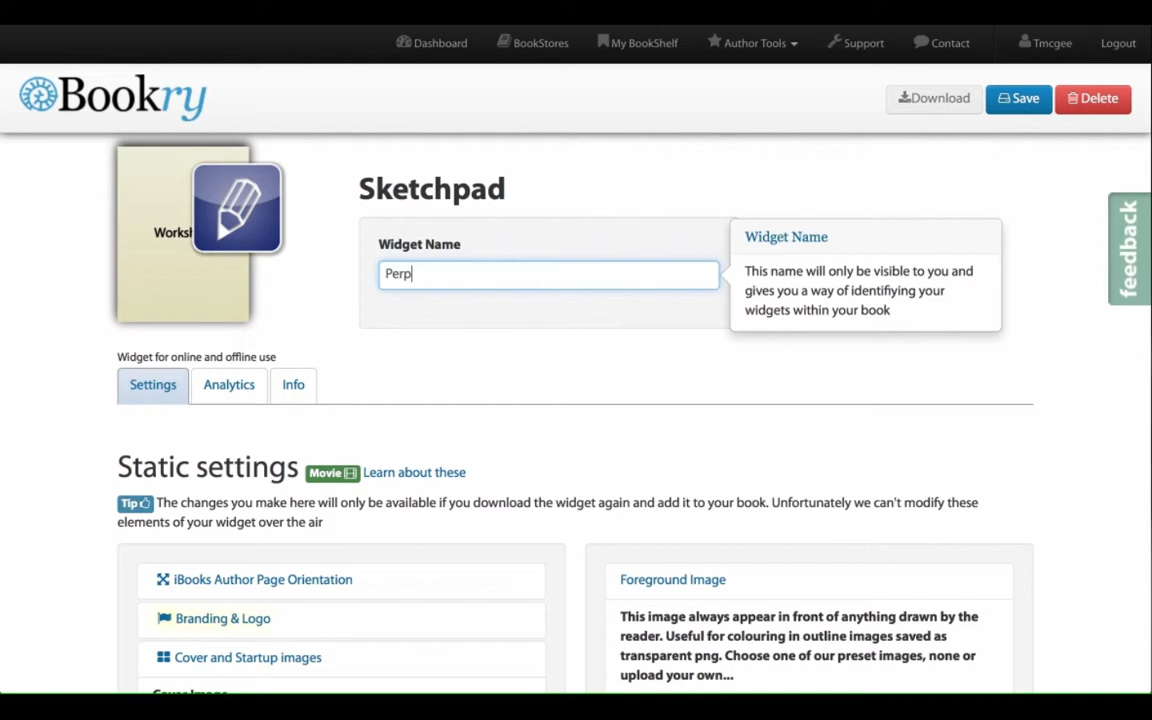 Dashboard BookStores My BookShelf Author Tools Support Contact Tmcgee Logout
Bookry
Download Save Delete
Sketchpad
Widget Name
Perp
Widget Name
This name will only be visible to you and
gives you a way of identifiying your
widgets within your book
feedback
Widget for online and offline use
Settings Analytics Info
Static settings Movie Learn about these
Tip The changes you make here will only be available if you download the widget again and add it to your book. Unfortunately we can't modify these
elements of your widget over the air
iBooks Author Page Orientation
Branding & Logo
Cover and Startup images
Foreground Image
This image always appear in front of anything drawn by the
reader. Useful for colouring in outline images saved as
transparent png. Choose one of our preset images, none or
upload your own...